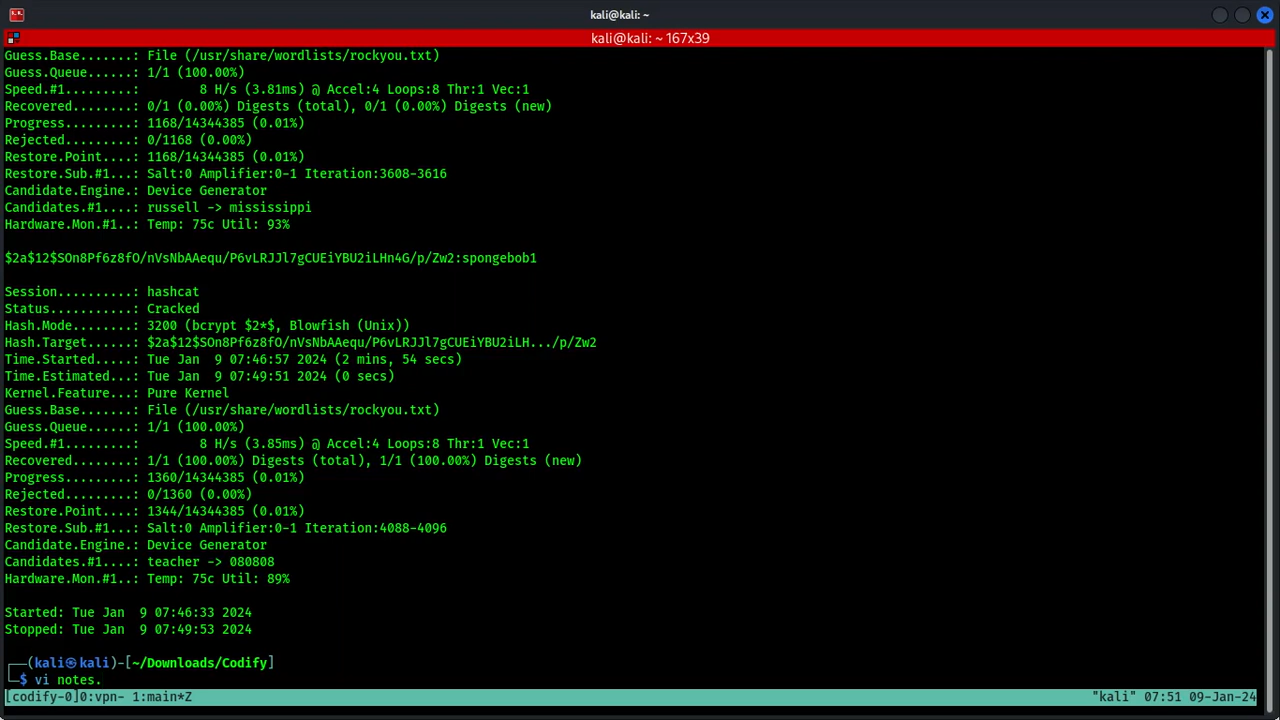 kali@kali: ~
kali@kali: ~ 167x39
Guess.Base.......: File (/usr/share/wordlists/rockyou.txt)
Guess.Queue......: 1/1 (100.00%)
Speed.#1.........:        8 H/s (3.81ms) @ Accel:4 Loops:8 Thr:1 Vec:1
Recovered........: 0/1 (0.00%) Digests (total), 0/1 (0.00%) Digests (new)
Progress.........: 1168/14344385 (0.01%)
Rejected.........: 0/1168 (0.00%)
Restore.Point....: 1168/14344385 (0.01%)
Restore.Sub.#1...: Salt:0 Amplifier:0-1 Iteration:3608-3616
Candidate.Engine.: Device Generator
Candidates.#1....: russell -> mississippi
Hardware.Mon.#1..: Temp: 75c Util: 93%
$2a$12$SOn8Pf6z8fO/nVsNbAAequ/P6vLRJJl7gCUEiYBU2iLHn4G/p/Zw2:spongebob1
Session..........: hashcat
Status...........: Cracked
Hash.Mode........: 3200 (bcrypt $2*$, Blowfish (Unix))
Hash.Target......: $2a$12$SOn8Pf6z8fO/nVsNbAAequ/P6vLRJJl7gCUEiYBU2iLH.../p/Zw2
Time.Started.....: Tue Jan  9 07:46:57 2024 (2 mins, 54 secs)
Time.Estimated...: Tue Jan  9 07:49:51 2024 (0 secs)
Kernel.Feature...: Pure Kernel
Guess.Base.......: File (/usr/share/wordlists/rockyou.txt)
Guess.Queue......: 1/1 (100.00%)
Speed.#1.........:        8 H/s (3.85ms) @ Accel:4 Loops:8 Thr:1 Vec:1
Recovered........: 1/1 (100.00%) Digests (total), 1/1 (100.00%) Digests (new)
Progress.........: 1360/14344385 (0.01%)
Rejected.........: 0/1360 (0.00%)
Restore.Point....: 1344/14344385 (0.01%)
Restore.Sub.#1...: Salt:0 Amplifier:0-1 Iteration:4088-4096
Candidate.Engine.: Device Generator
Candidates.#1....: teacher -> 080808
Hardware.Mon.#1..: Temp: 75c Util: 89%
Started: Tue Jan  9 07:46:33 2024
Stopped: Tue Jan  9 07:49:53 2024
┌──(kali㉿kali)-[~/Downloads/Codify]
└─$ vi notes.
[codify-0]0:vpn- 1:main*Z "kali" 07:51 09-Jan-24